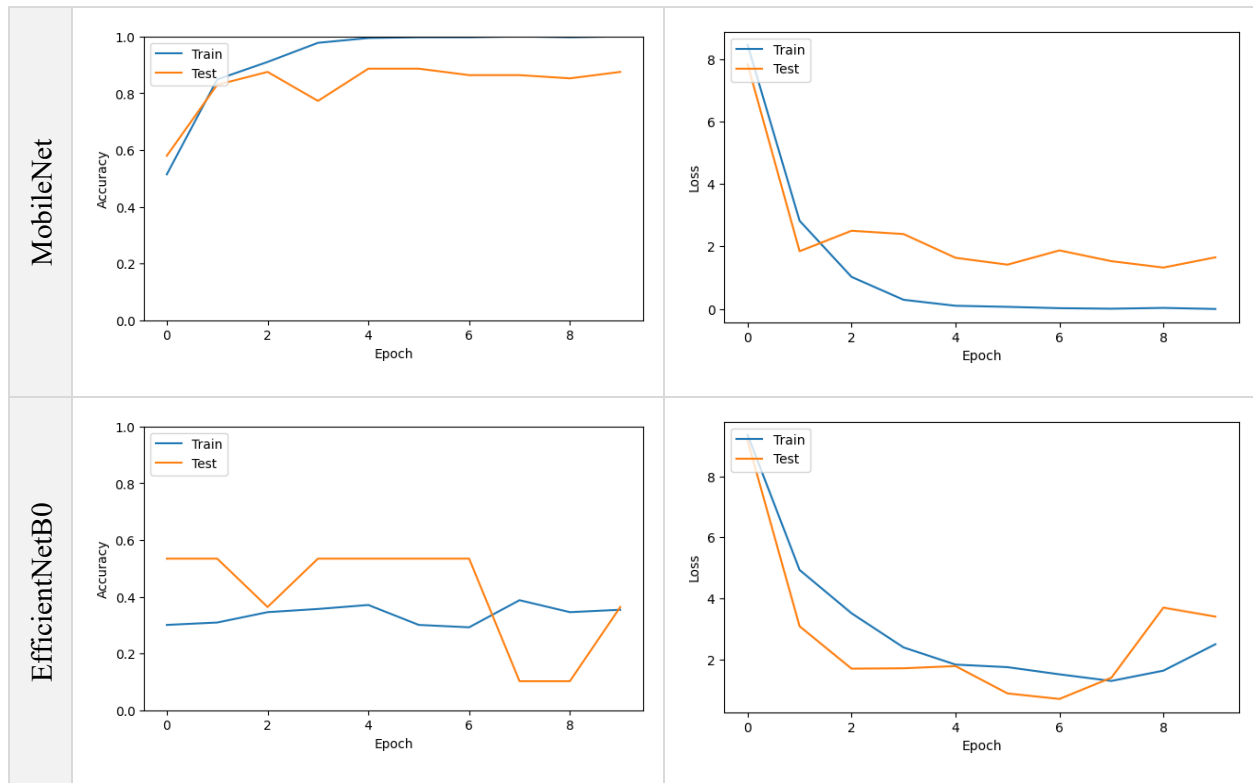 MobileNet
1.0
0.8
0.6
0.4
0.2
0.0
Accuracy
Train
Test
0 2 4 6 8
Epoch
8
6
4
2
0
Loss
Train
Test
0 2 4 6 8
Epoch
EfficientNetB0
1.0
0.8
0.6
0.4
0.2
0.0
Accuracy
Train
Test
0 2 4 6 8
Epoch
8
6
4
2
Loss
Train
Test
0 2 4 6 8
Epoch